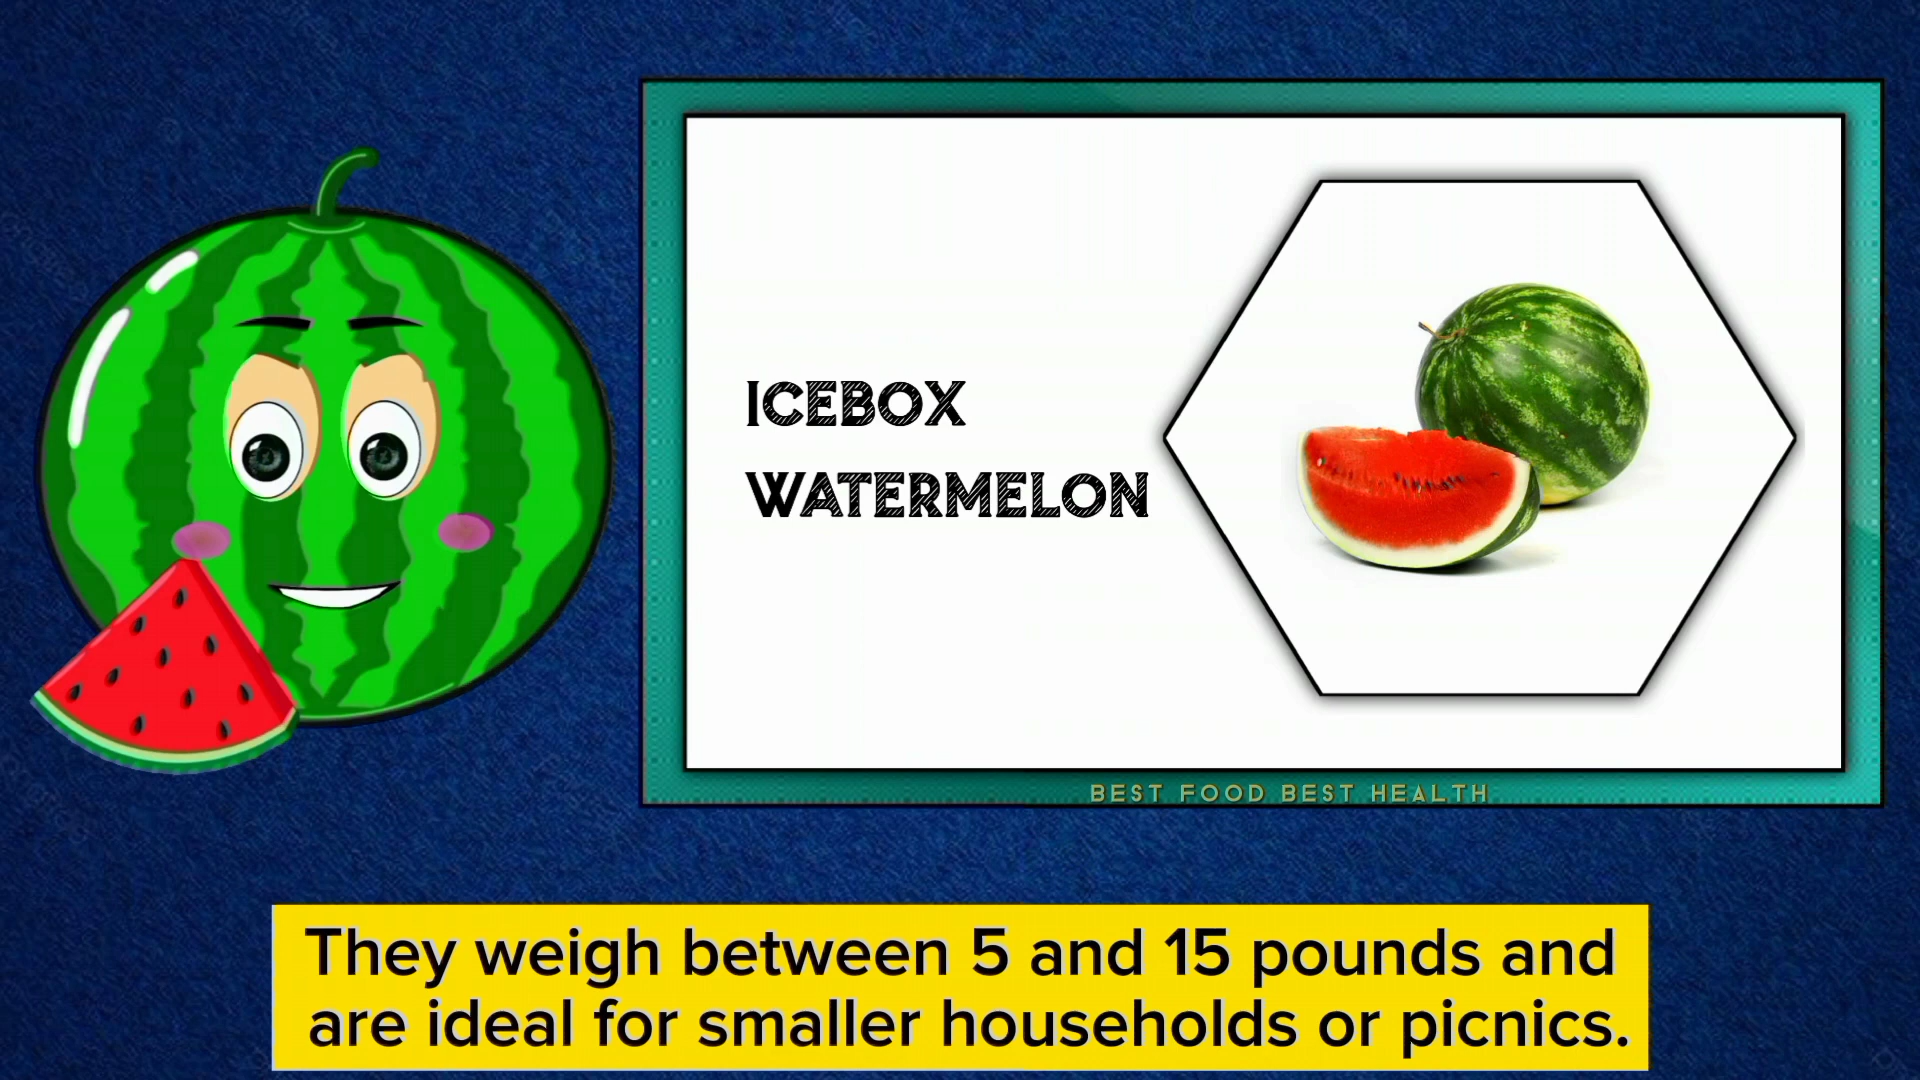 ICEBOX
WATERMELON
BEST FOOD BEST HEALTH
They weigh between 5 and 15 pounds and
are ideal for smaller households or picnics.